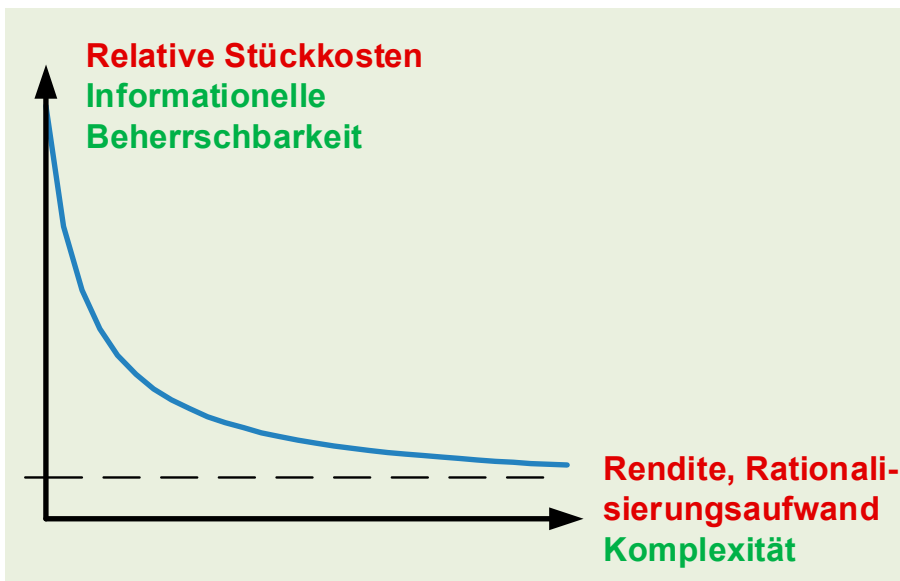 Relative Stückkosten
Informationelle
Beherrschbarkeit
Rendite, Rationali-
sierungsaufwand
Komplexität